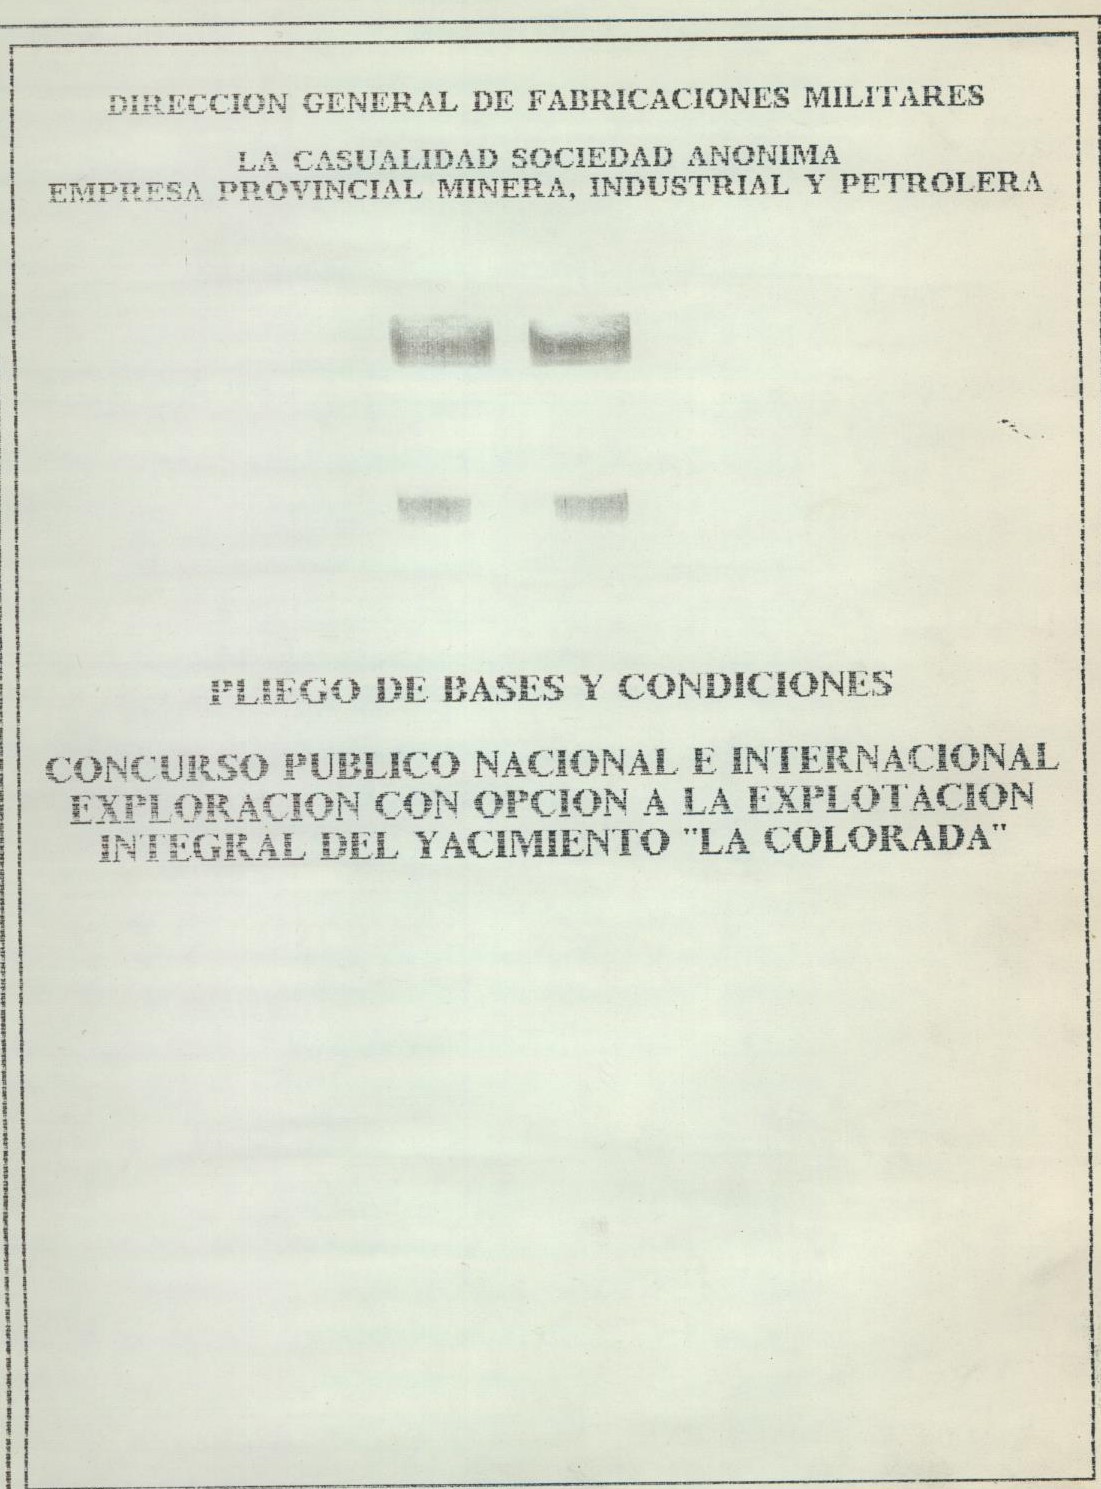 DIRECCION GENERAL DE FABRICACIONES MILITARES
LA CASUALIDAD SOCIEDAD ANONIMA
EMPRESA PROVINCIAL MINERA, INDUSTRIAL Y PETROLERA
PLIEGO DE BASES Y CONDICIONES
CONCURSO PUBLICO NACIONAL E INTERNACIONAL
EXPLORACION CON OPCION A LA EXPLOTACION
INTEGRAL DEL YACIMIENTO "LA COLORADA"